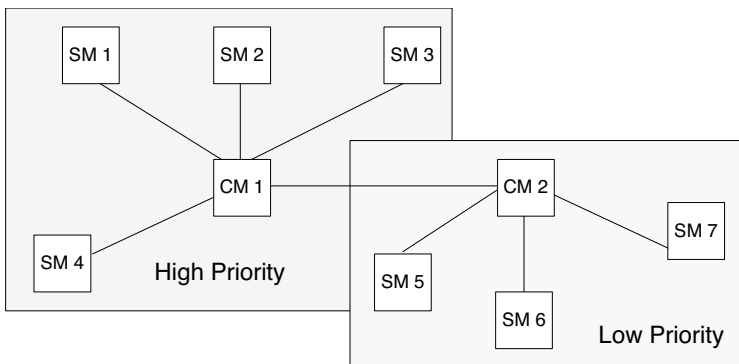 SM 1
SM 2
SM 3
CM 1
CM 2
SM 4
High Priority
SM 5
SM 6
SM 7
Low Priority